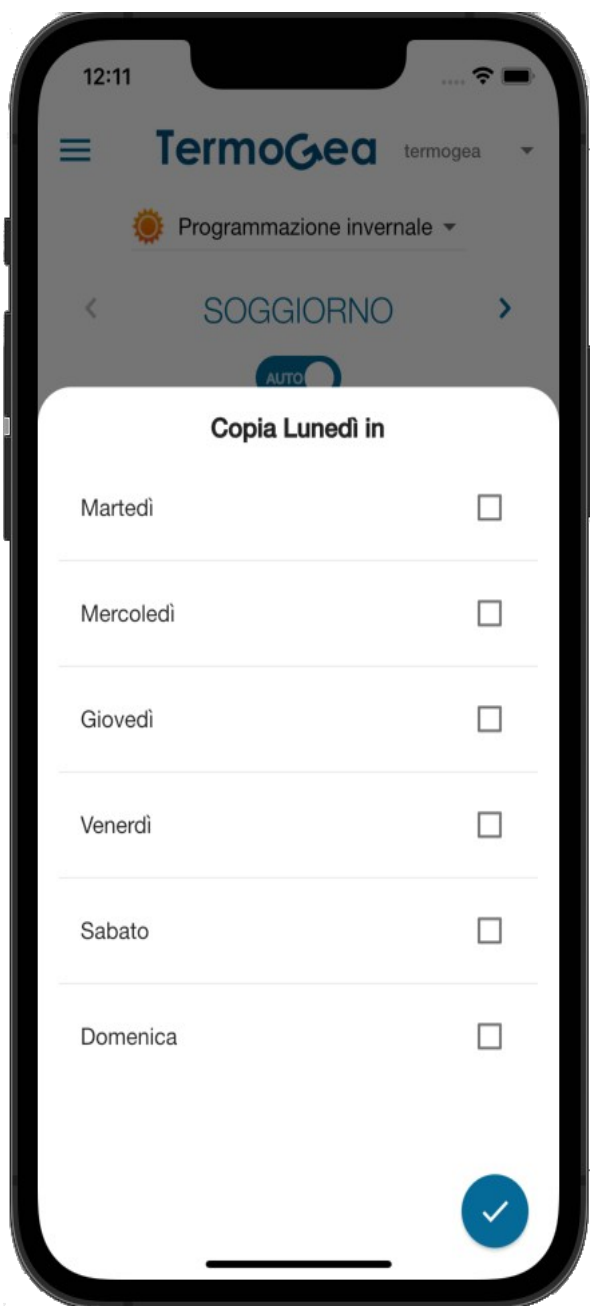 12:11
TermoGea termogea
Programmazione invernale
SOGGIORNO
AUTO
Copia Lunedì in
Martedì
Mercoledì
Giovedì
Venerdì
Sabato
Domenica